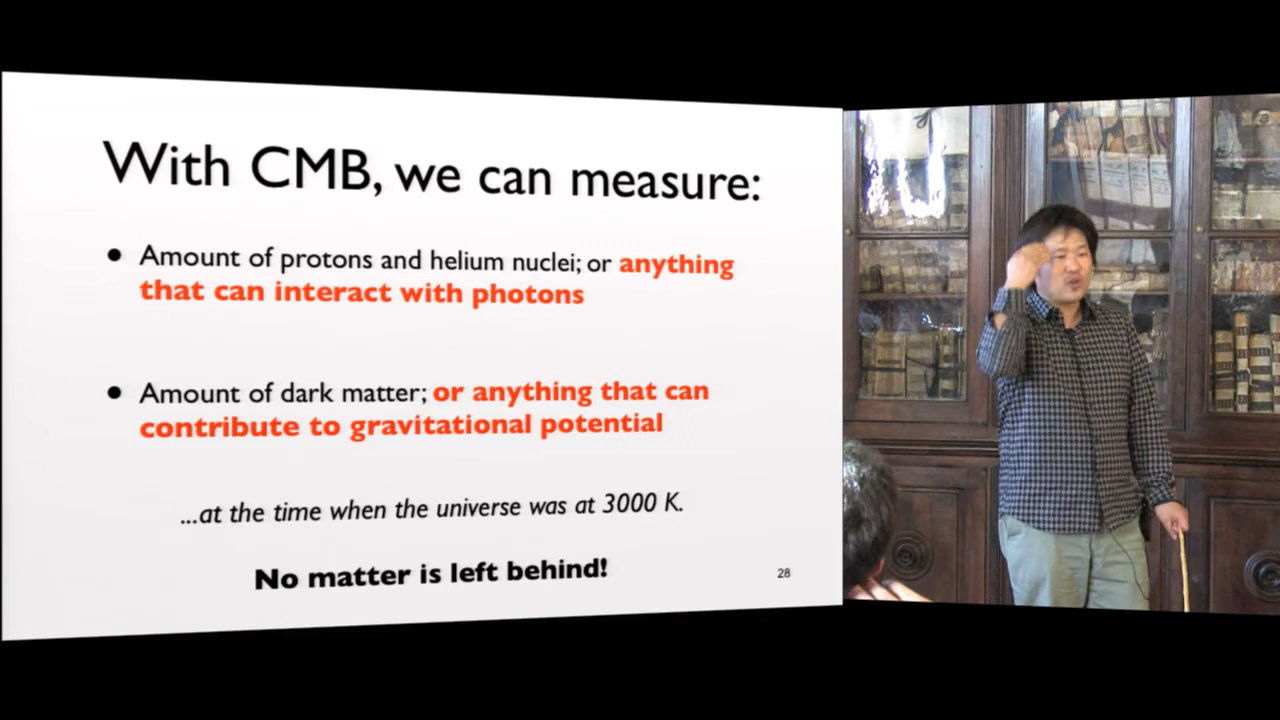 With CMB, we can measure:
• Amount of protons and helium nuclei; or anything
that can interact with photons
• Amount of dark matter; or anything that can
contribute to gravitational potential
...at the time when the universe was at 3000 K.
No matter is left behind!
28